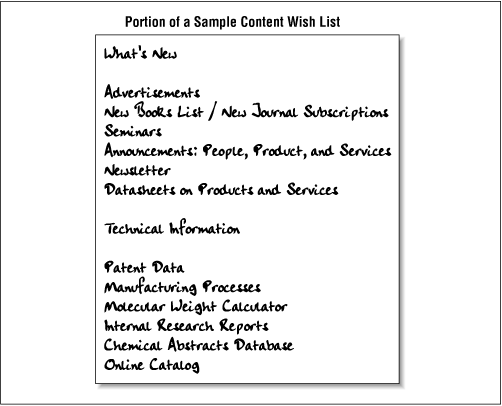 Portion of a Sample Content Wish List
What's New
Advertisements
New Books List / New Journal Subscriptions
Seminars
Announcements: People, Product, and Services
Newsletter
Datasheets on Products and Services
Technical Information
Patent Data
Manufacturing Processes
Molecular Weight Calculator
Internal Research Reports
Chemical Abstracts Database
Online Catalog